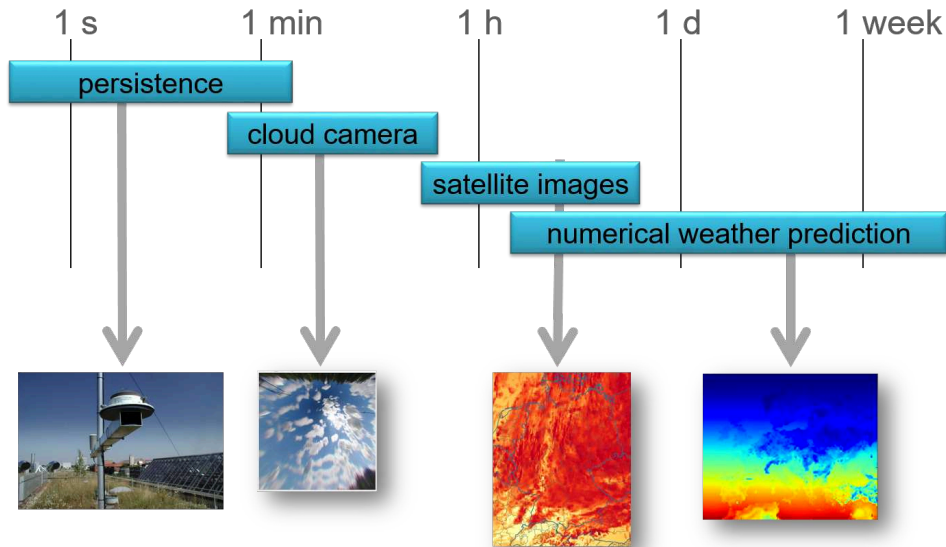 1 s 1 min 1 h 1 d 1 week
persistence
cloud camera
satellite images
numerical weather prediction